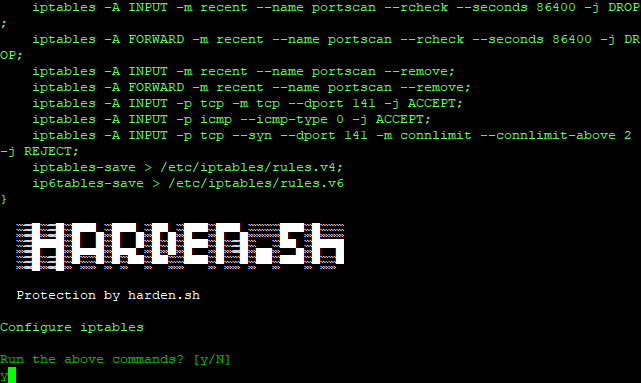 iptables -A INPUT -m recent --name portscan --rcheck --seconds 86400 -j DROP
;
iptables -A FORWARD -m recent --name portscan --rcheck --seconds 86400 -j DR
OP;
iptables -A INPUT -m recent --name portscan --remove;
iptables -A FORWARD -m recent --name portscan --remove;
iptables -A INPUT -p tcp -m tcp --dport 141 -j ACCEPT;
iptables -A INPUT -p icmp --icmp-type 0 -j ACCEPT;
iptables -A INPUT -p tcp --syn --dport 141 -m connlimit --connlimit-above 2
-j REJECT;
iptables-save > /etc/iptables/rules.v4;
ip6tables-save > /etc/iptables/rules.v6
}
HARDEN.sh
Protection by harden.sh
Configure iptables
Run the above commands? [y/N]
y